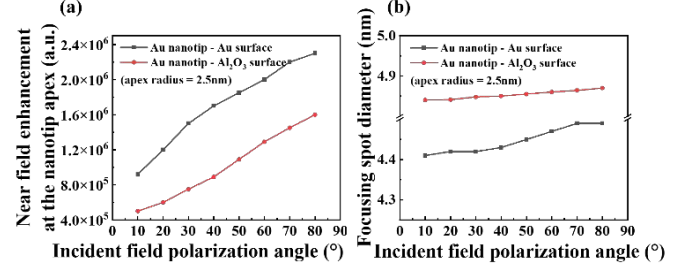 (a)
Near field enhancement
at the nanotip apex (a.u.)
2.4×10⁶
2.0×10⁶
1.6×10⁶
1.2×10⁶
8.0×10⁵
4.0×10⁵
Au nanotip - Au surface
Au nanotip - Al₂O₃ surface
(apex radius = 2.5nm)
0 10 20 30 40 50 60 70 80 90
Incident field polarization angle (°)
(b)
Focusing spot diameter (nm)
5.0
4.9
4.4
4.3
Au nanotip - Au surface
Au nanotip - Al₂O₃ surface
(apex radius = 2.5nm)
0 10 20 30 40 50 60 70 80 90
Incident field polarization angle (°)